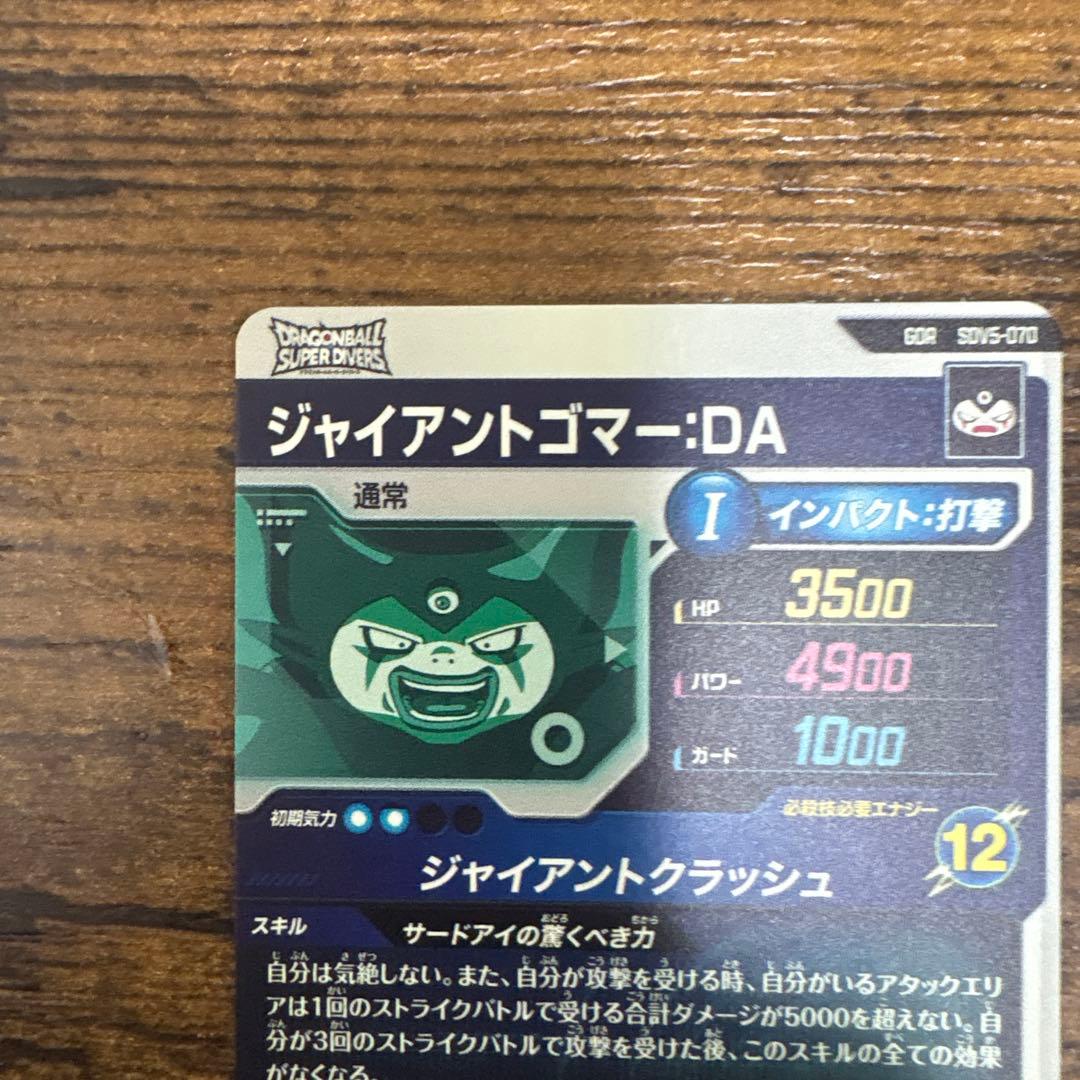 DRAGONBALL
SUPER DIVERS
GDR SDV5-070
ジャイアントゴマー:DA
通常
I インパクト:打撃
HP 3500
パワー 4900
ガード 1000
初期気力
必殺技必要エナジー
12
ジャイアントクラッシュ
スキル サードアイの驚くべき力
自分は気絶しない。また、自分が攻撃を受ける時、自分がいるアタックエリ
アは1回のストライクバトルで受ける合計ダメージが5000を超えない。自
分が3回のストライクバトルで攻撃を受けた後、このスキルの全ての効果
がなくなる。